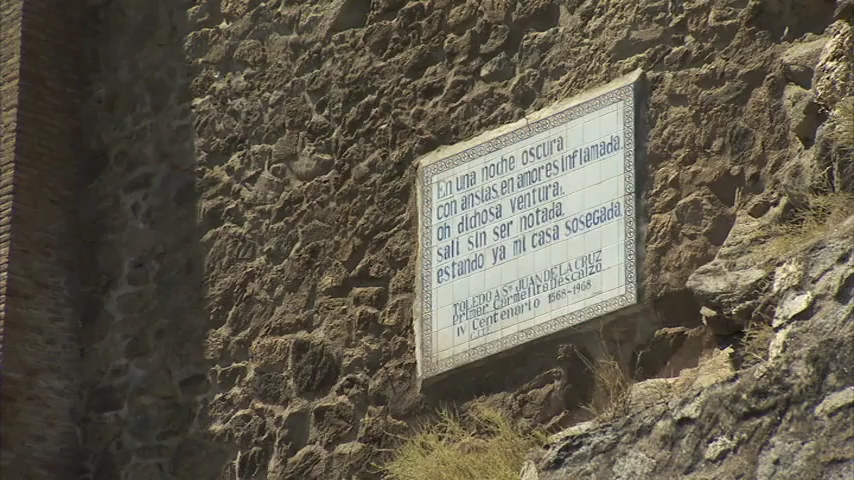 En una noche oscura
con ansias, en amores inflamada,
oh dichosa ventura,
salí sin ser notada,
estando ya mi casa sosegada
TOLEDO A Sn JUAN DE LA CRUZ
primer Carmelita Descalzo
IV Centenario 1568-1968